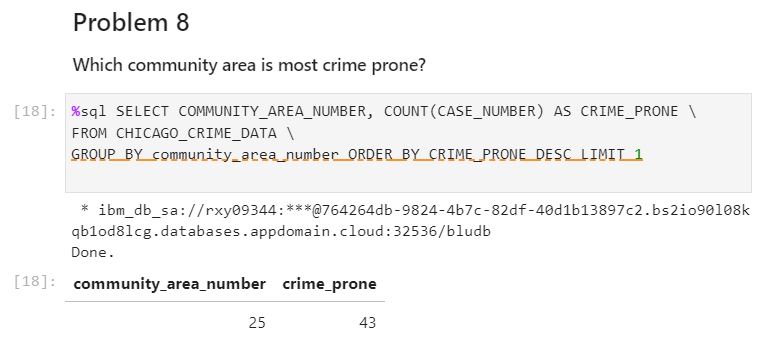 Problem 8
Which community area is most crime prone?
[18]: %sql SELECT COMMUNITY_AREA_NUMBER, COUNT(CASE_NUMBER) AS CRIME_PRONE \
FROM CHICAGO_CRIME_DATA \
GROUP BY community_area_number ORDER BY CRIME_PRONE DESC LIMIT 1
* ibm_db_sa://rxy09344:***@764264db-9824-4b7c-82df-40d1b13897c2.bs2io90l08k
qb1od8lcg.databases.appdomain.cloud:32536/bludb
Done.
[18]: community_area_number crime_prone
25 43